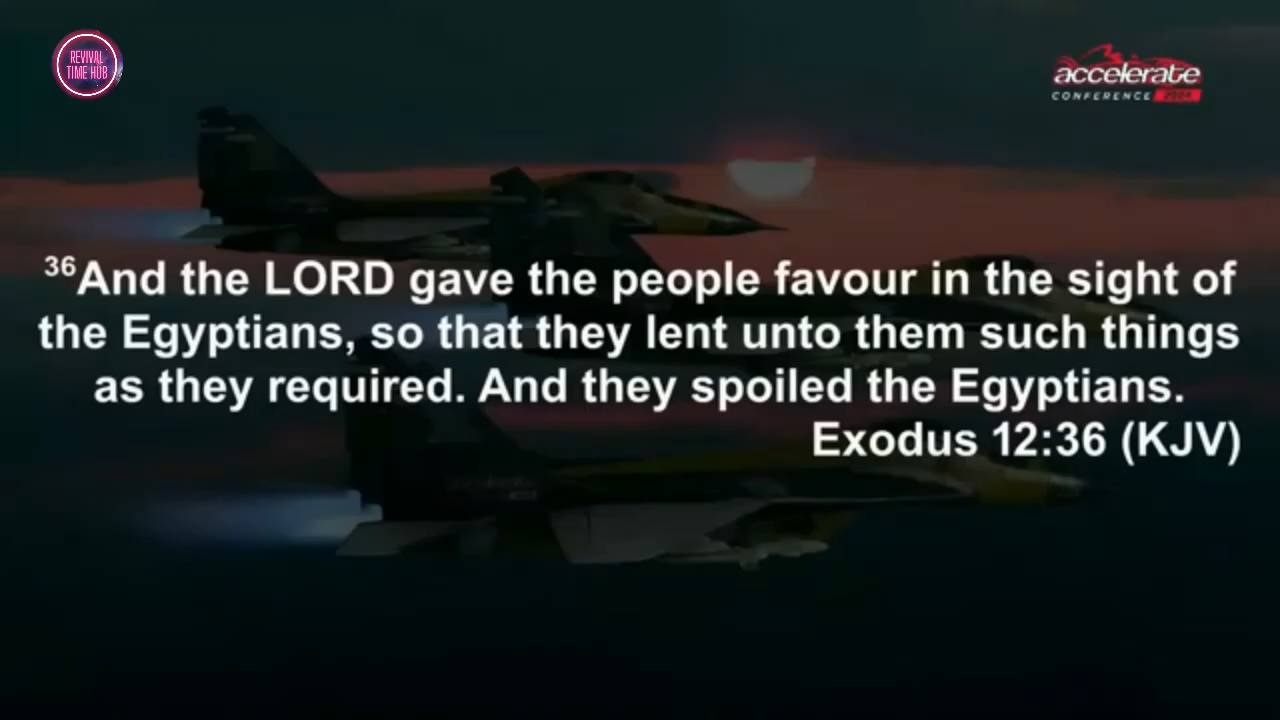 REVIVAL
TIME HUB
accelerate
CONFERENCE
36And the LORD gave the people favour in the sight of
the Egyptians, so that they lent unto them such things
as they required. And they spoiled the Egyptians.
Exodus 12:36 (KJV)